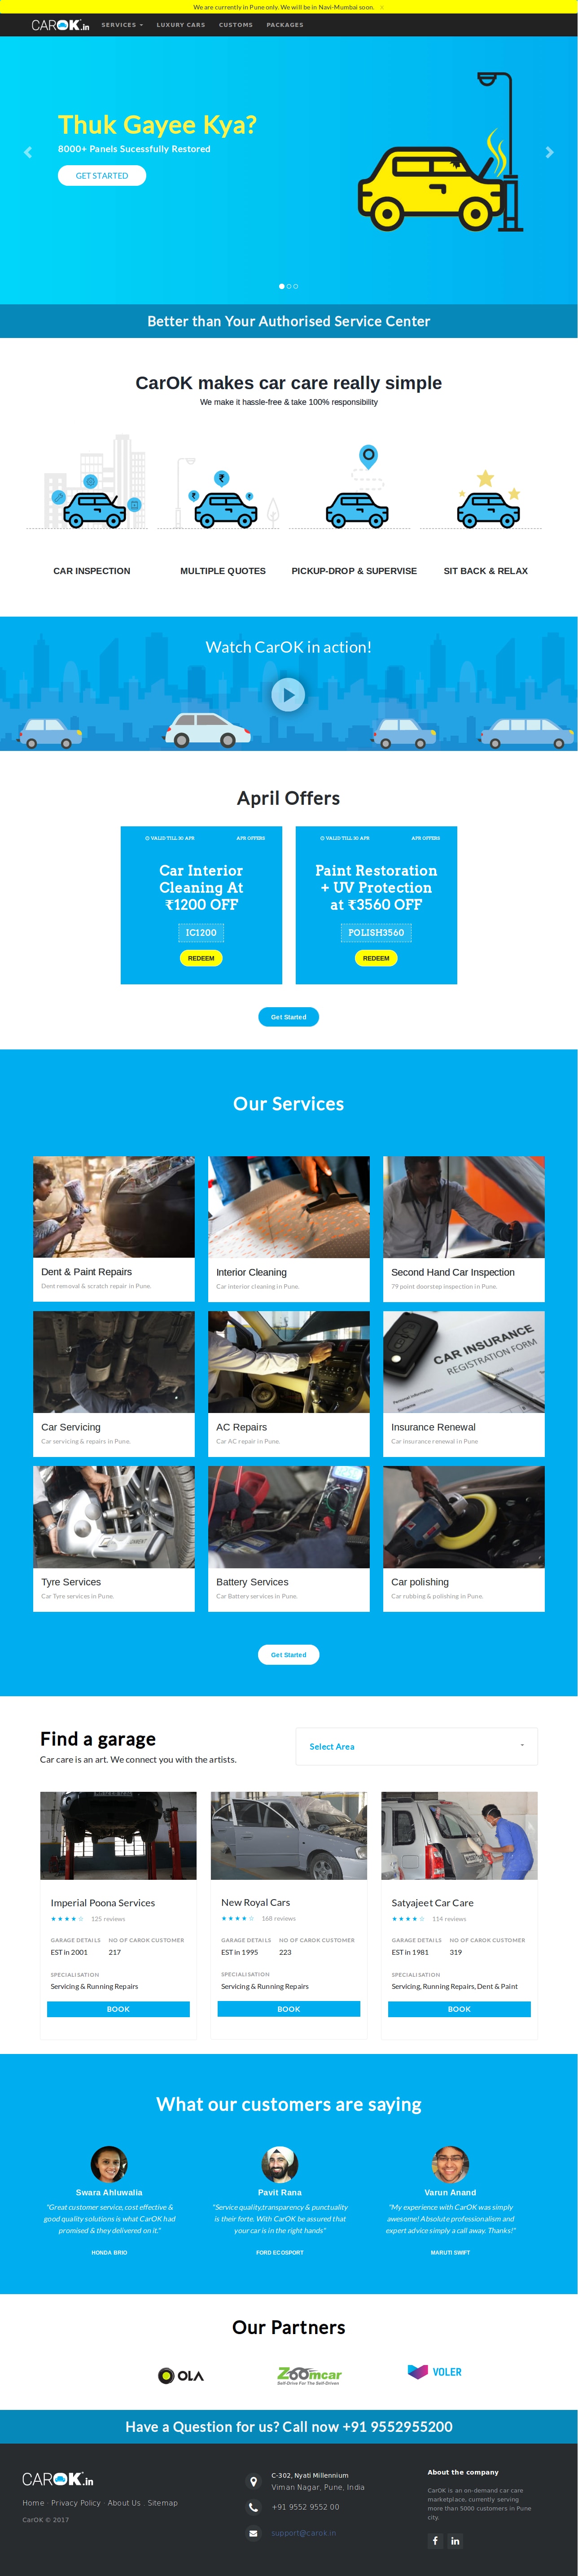 We are currently in Pune only. We will be in Navi-Mumbai soon. x
CAROK.in SERVICES LUXURY CARS CUSTOMS PACKAGES
Thuk Gayee Kya?
8000+ Panels Sucessfully Restored
GET STARTED
Better than Your Authorised Service Center
CarOK makes car care really simple
We make it hassle-free & take 100% responsibility
CAR INSPECTION MULTIPLE QUOTES PICKUP-DROP & SUPERVISE SIT BACK & RELAX
Watch CarOK in action!
April Offers
VALID TILL 30 APR APR OFFERS
Car Interior
Cleaning At
₹1200 OFF
IC1200
REDEEM
VALID TILL 30 APR APR OFFERS
Paint Restoration
+ UV Protection
at ₹3560 OFF
POLISH3560
REDEEM
Get Started
Our Services
Dent & Paint Repairs
Dent removal & scratch repair in Pune.
Interior Cleaning
Car interior cleaning in Pune.
Second Hand Car Inspection
79 point doorstep inspection in Pune.
Car Servicing
Car servicing & repairs in Pune.
AC Repairs
Car AC repair in Pune.
CAR INSURANCE
REGISTRATION FORM
Personal information
Insurance Renewal
Car insurance renewal in Pune
Tyre Services
Car Tyre services in Pune.
Battery Services
Car Battery services in Pune.
Car polishing
Car rubbing & polishing in Pune.
Get Started
Find a garage
Car care is an art. We connect you with the artists.
Select Area
Imperial Poona Services
★★★★☆ 125 reviews
GARAGE DETAILS NO OF CAROK CUSTOMER
EST in 2001 217
SPECIALISATION
Servicing & Running Repairs
BOOK
New Royal Cars
★★★★☆ 168 reviews
GARAGE DETAILS NO OF CAROK CUSTOMER
EST in 1995 223
SPECIALISATION
Servicing & Running Repairs
BOOK
Satyajeet Car Care
★★★★☆ 114 reviews
GARAGE DETAILS NO OF CAROK CUSTOMER
EST in 1981 319
SPECIALISATION
Servicing, Running Repairs, Dent & Paint
BOOK
What our customers are saying
Swara Ahluwalia
"Great customer service, cost effective &
good quality solutions is what CarOK had
promised & they delivered on it."
HONDA BRIO
Pavit Rana
"Service quality,transparency & punctuality
is their forte. With CarOK be assured that
your car is in the right hands"
FORD ECOSPORT
Varun Anand
"My experience with CarOK was simply
awesome! Absolute professionalism and
expert advice simply a call away. Thanks!"
MARUTI SWIFT
Our Partners
OLA
Zoomcar
Self-Drive For The Self-Driven
VOLER
Have a Question for us? Call now +91 9552955200
CAROK.in
Home · Privacy Policy · About Us . Sitemap
CarOK © 2017
C-302, Nyati Millennium
Viman Nagar, Pune, India
+91 9552 9552 00
support@carok.in
About the company
CarOK is an on-demand car care
marketplace, currently serving
more than 5000 customers in Pune
city.